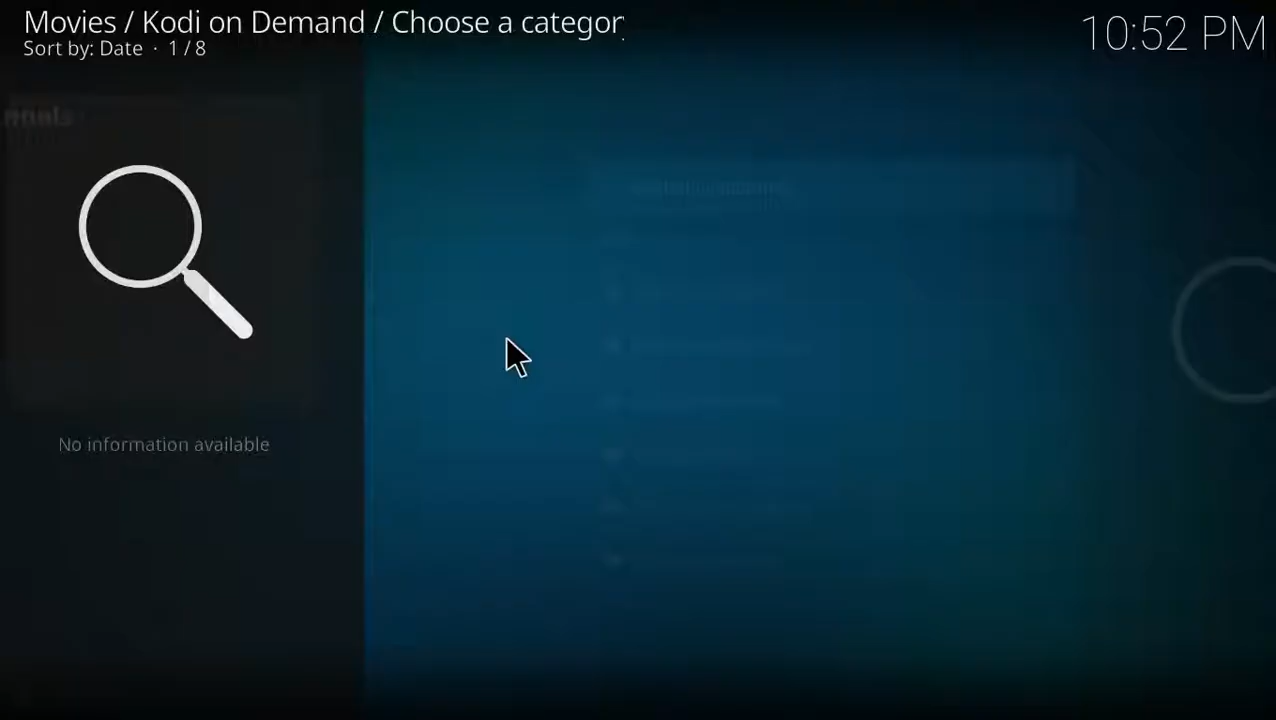 Movies / Kodi on Demand / Choose a categor
Sort by: Date · 1 / 8
10:52 PM
No information available